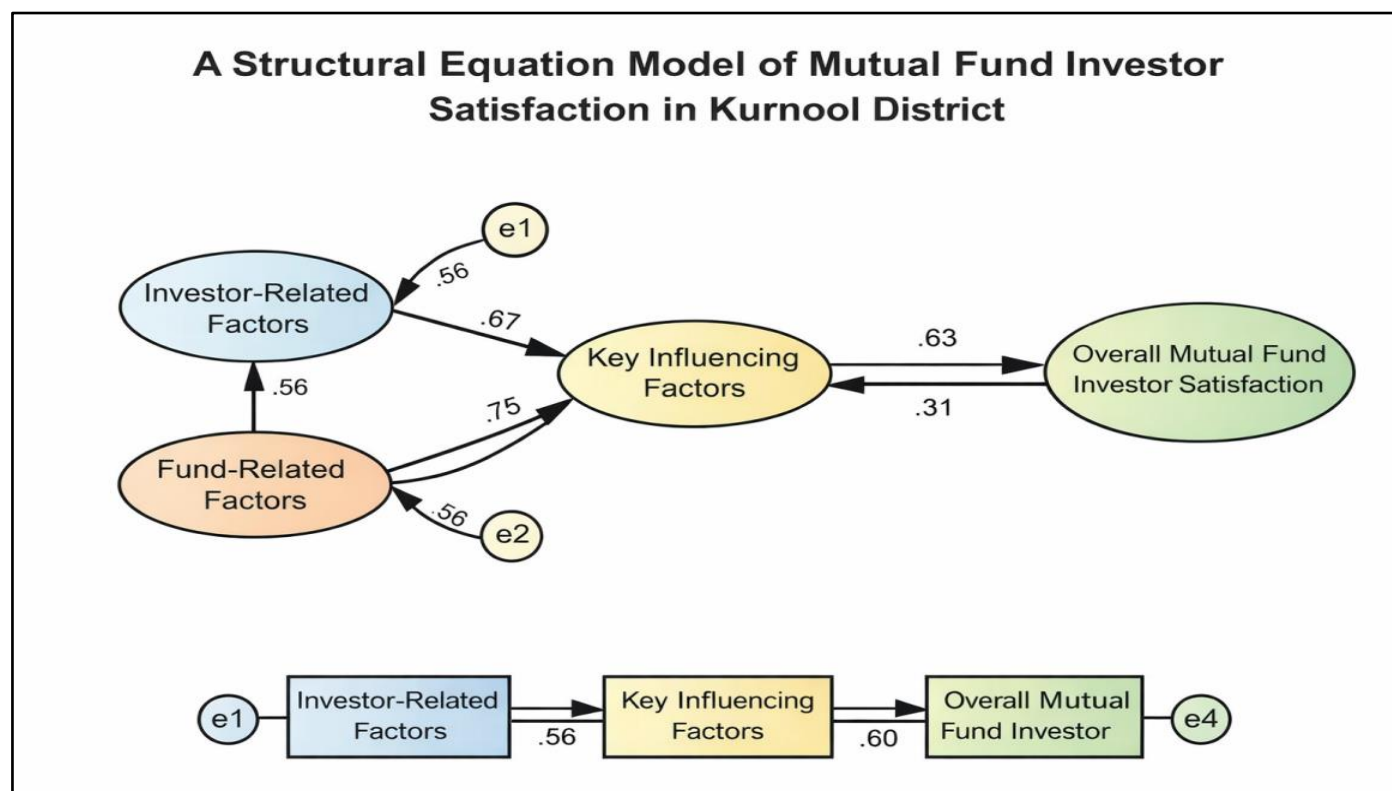 A Structural Equation Model of Mutual Fund Investor
Satisfaction in Kurnool District
e1
.56
Investor-Related
Factors
.67
Key Influencing
Factors
.63
.31
Overall Mutual Fund
Investor Satisfaction
.56
.75
Fund-Related
Factors
.56
e2
e1
Investor-Related
Factors
.56
Key Influencing
Factors
.60
Overall Mutual
Fund Investor
e4